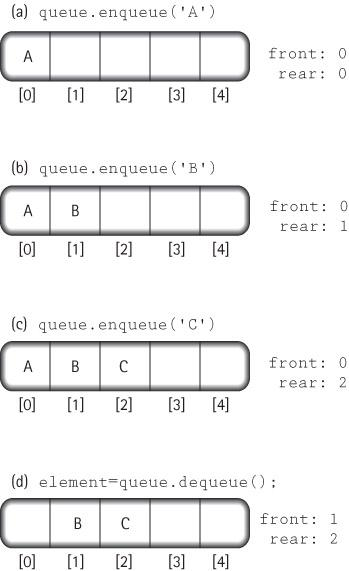 (a) queue.enqueue('A')
A
front: 0
rear: 0
[0] [1] [2] [3] [4]
(b) queue.enqueue('B')
A B
front: 0
rear: 1
[0] [1] [2] [3] [4]
(c) queue.enqueue('C')
A B C
front: 0
rear: 2
[0] [1] [2] [3] [4]
(d) element=queue.dequeue();
B C
front: 1
rear: 2
[0] [1] [2] [3] [4]